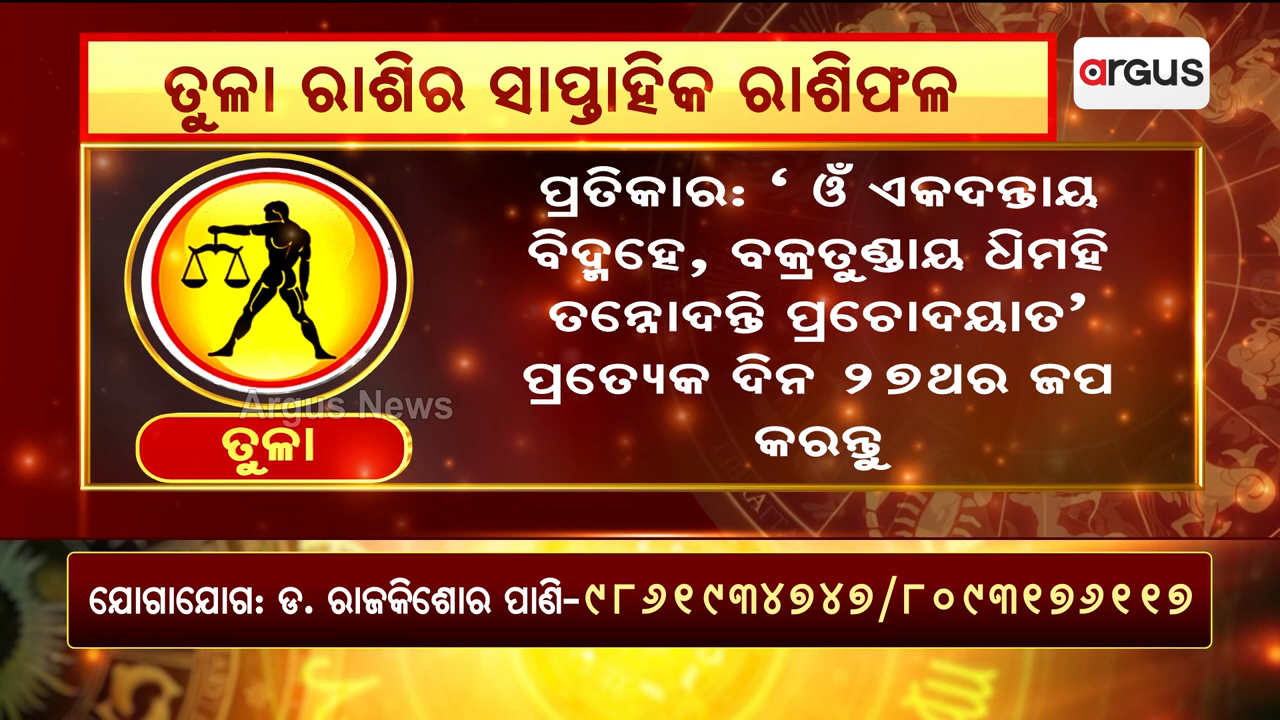 ତୁଳା ରାଶିର ସାପ୍ତାହିକ ରାଶିଫଳ
argus
ପ୍ରତିକାର: ‘ ଓଁ ଏକଦନ୍ତାୟ
ବିଦ୍ମହେ, ବକ୍ରତୁଣ୍ଡାୟ ଧିମହି
ତନ୍ନୋଦନ୍ତି ପ୍ରଚୋଦୟାତ’
ପ୍ରତ୍ୟେକ ଦିନ ୨୭ଥର ଜପ
କରନ୍ତୁ
Argus News
ତୁଳା
ଯୋଗାଯୋଗ: ଡ. ରାଜକିଶୋର ପାଣି-୯୮୬୧୯୩୪୭୪୭/୮୦୯୩୧୭୬୧୧୭